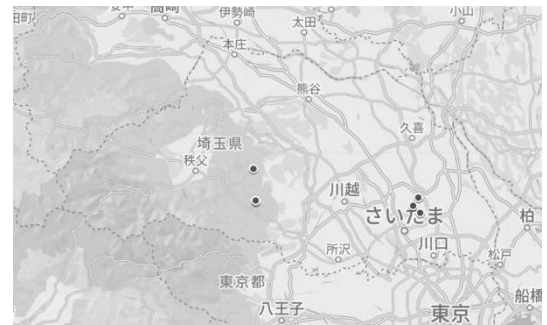 高崎
伊勢崎
太田
小山
田町
本庄
熊谷
久喜
埼玉県
秩父
川越
さいたま
柏
所沢
川口
松戸
東京都
八王子
東京
船橋